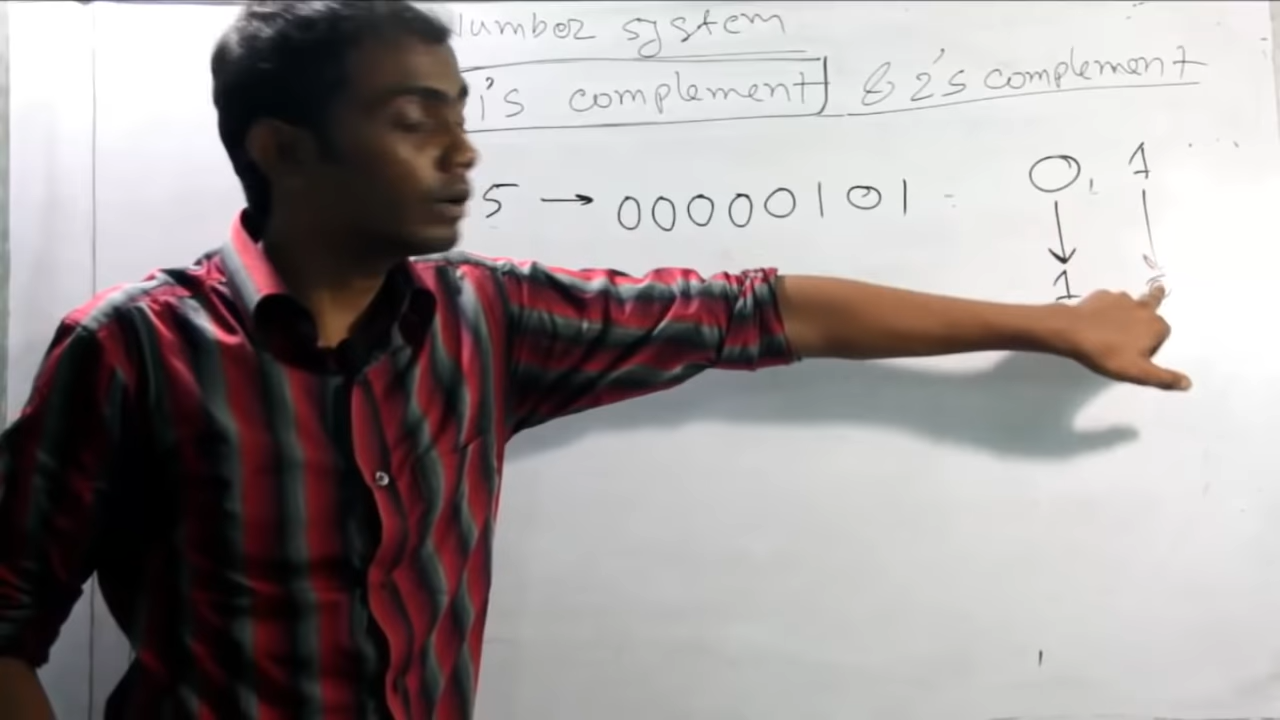 Number system
1's complement & 2's complement
5 → 00000101
0, 1
↓ ↓
1